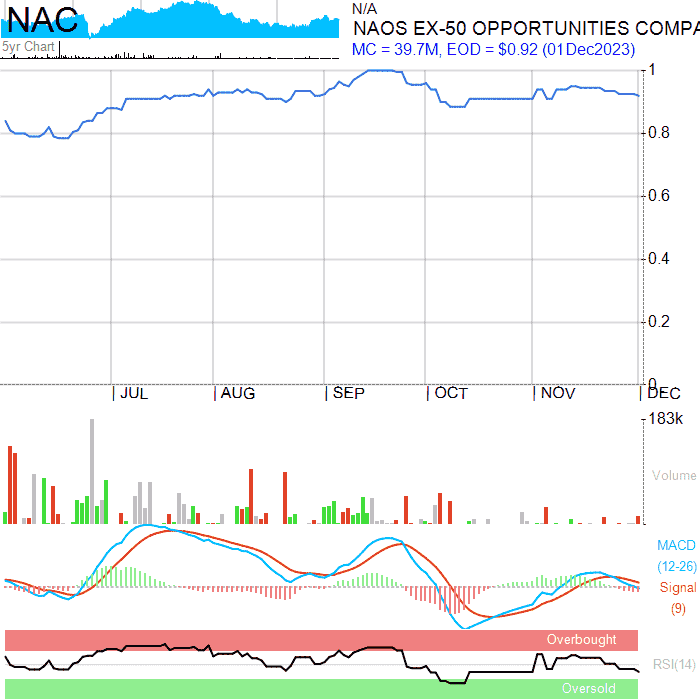 NAC
5yr Chart
N/A
NAOS EX-50 OPPORTUNITIES COMPA
MC = 39.7M, EOD = $0.92 (01Dec2023)
1
0.8
0.6
0.4
0.2
0
JUL AUG SEP OCT NOV DEC
183k
Volume
MACD
(12-26)
Signal
(9)
Overbought
RSI(14)
Oversold